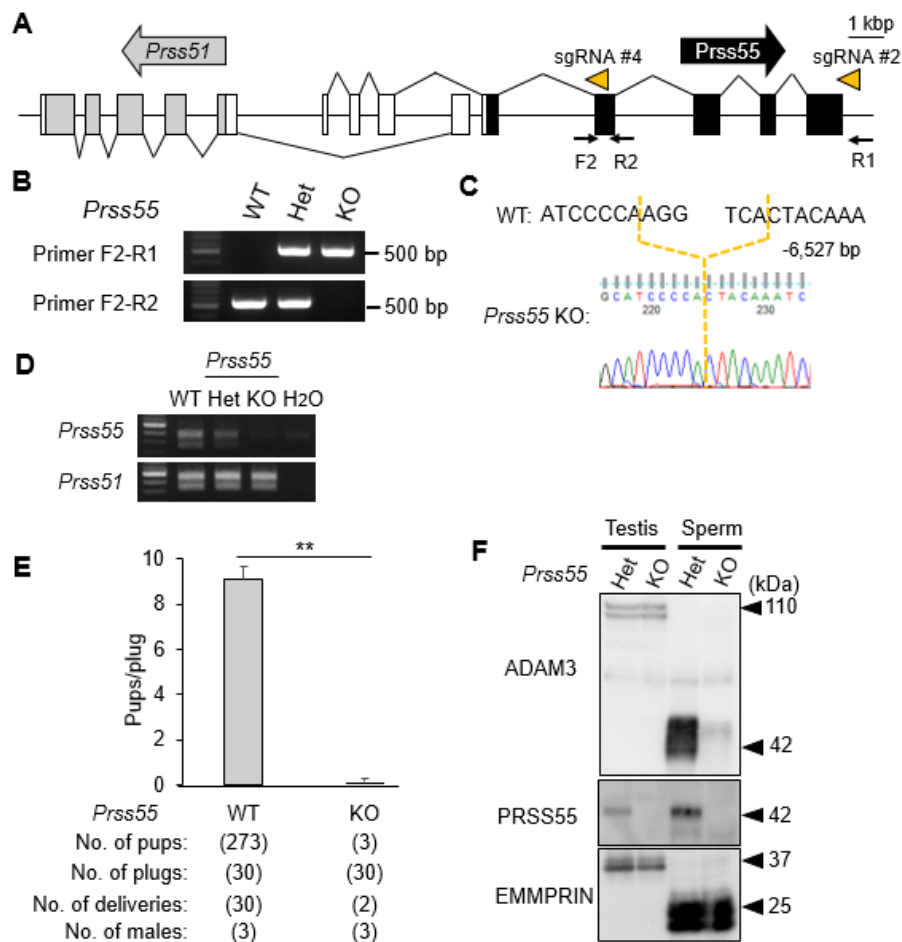 A
Prss51
Prss55
1 kbp
sgRNA #4
sgRNA #2
F2
R2
R1
B
Prss55
WT
Het
KO
Primer F2-R1
500 bp
Primer F2-R2
500 bp
C
WT: ATCCCCAAGG TCACTACAAA
-6,527 bp
GCATCCCCACTACAAATC
220 230
Prss55 KO:
D
Prss55
WT Het KO H2O
Prss55
Prss51
E
**
Pups/plug
10
8
6
4
2
0
Prss55 WT KO
No. of pups: (273) (3)
No. of plugs: (30) (30)
No. of deliveries: (30) (2)
No. of males: (3) (3)
F
Testis Sperm
Prss55 Het KO Het KO (kDa)
ADAM3
110
42
PRSS55
42
EMMPRIN
37
25